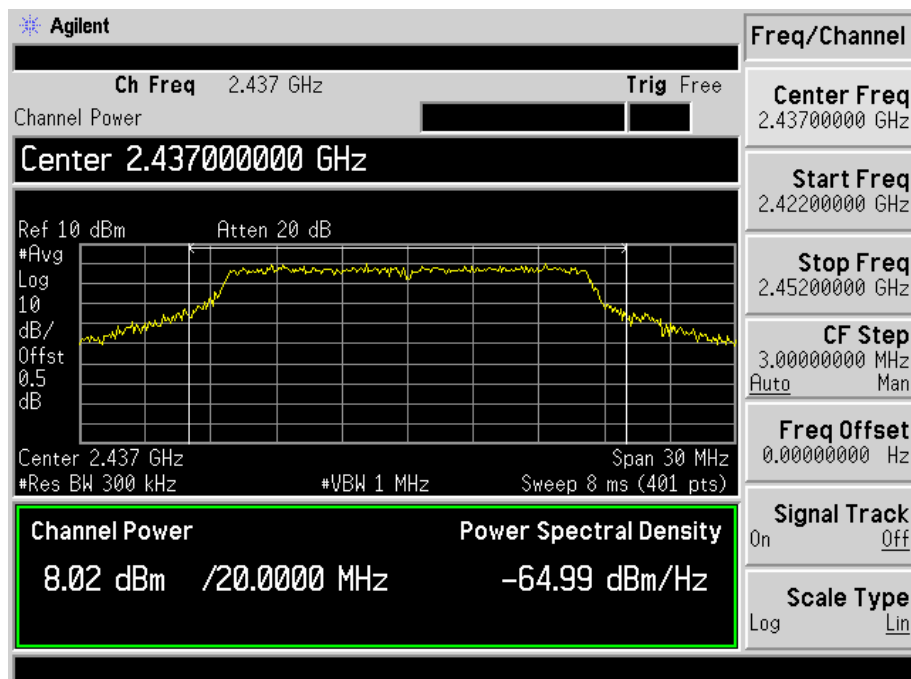 Agilent
Freq/Channel
Ch Freq 2.437 GHz Trig Free
Channel Power
Center 2.437000000 GHz
Ref 10 dBm Atten 20 dB
#Avg
Log
10
dB/
Offst
0.5
dB
Center 2.437 GHz Span 30 MHz
#Res BW 300 kHz #VBW 1 MHz Sweep 8 ms (401 pts)
Channel Power Power Spectral Density
8.02 dBm /20.0000 MHz -64.99 dBm/Hz
Center Freq
2.43700000 GHz
Start Freq
2.42200000 GHz
Stop Freq
2.45200000 GHz
CF Step
3.00000000 MHz
Auto Man
Freq Offset
0.00000000 Hz
Signal Track
On Off
Scale Type
Log Lin